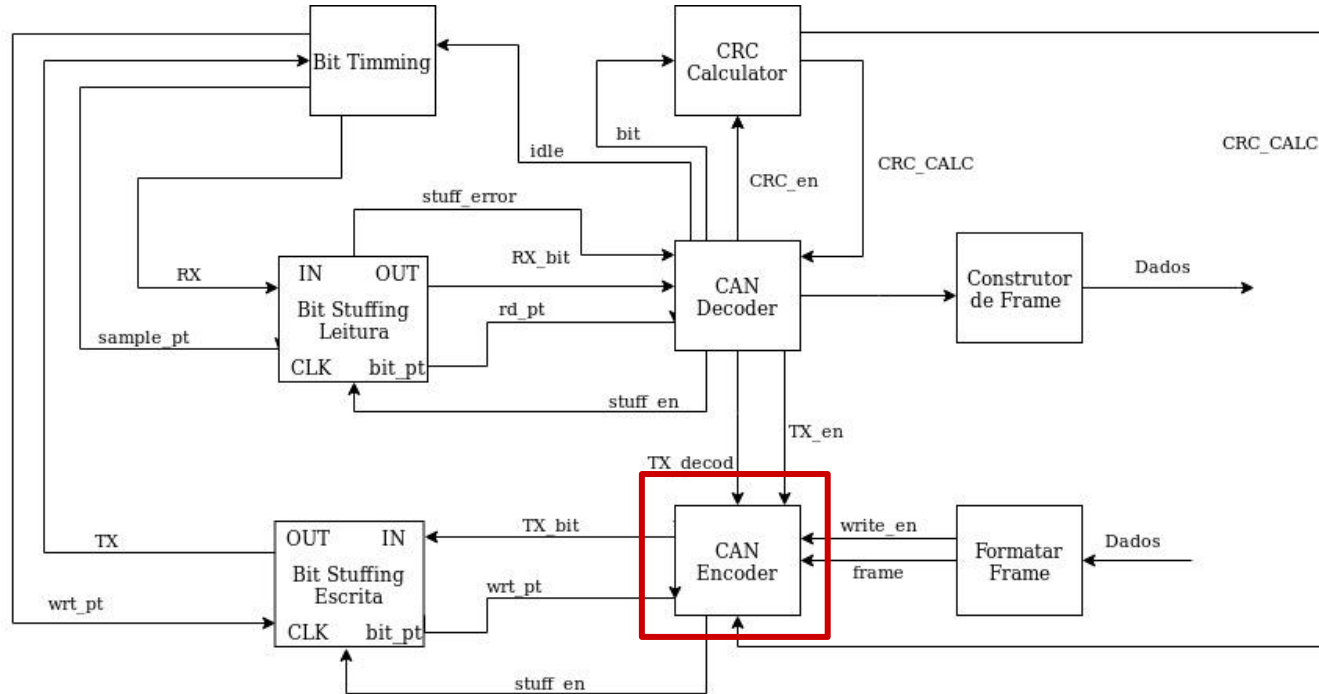 Bit Timming
CRC
Calculator
bit
idle
CRC_en
CRC_CALC
CRC_CALC
stuff_error
RX
IN
OUT
Bit Stuffing
Leitura
CLK
bit_pt
RX_bit
rd_pt
sample_pt
CAN
Decoder
Construtor
de Frame
Dados
stuff_en
TX_en
TX_decod
TX
OUT
IN
Bit Stuffing
Escrita
CLK
bit_pt
TX_bit
wrt_pt
wrt_pt
CAN
Encoder
write_en
frame
Formatar
Frame
Dados
stuff_en